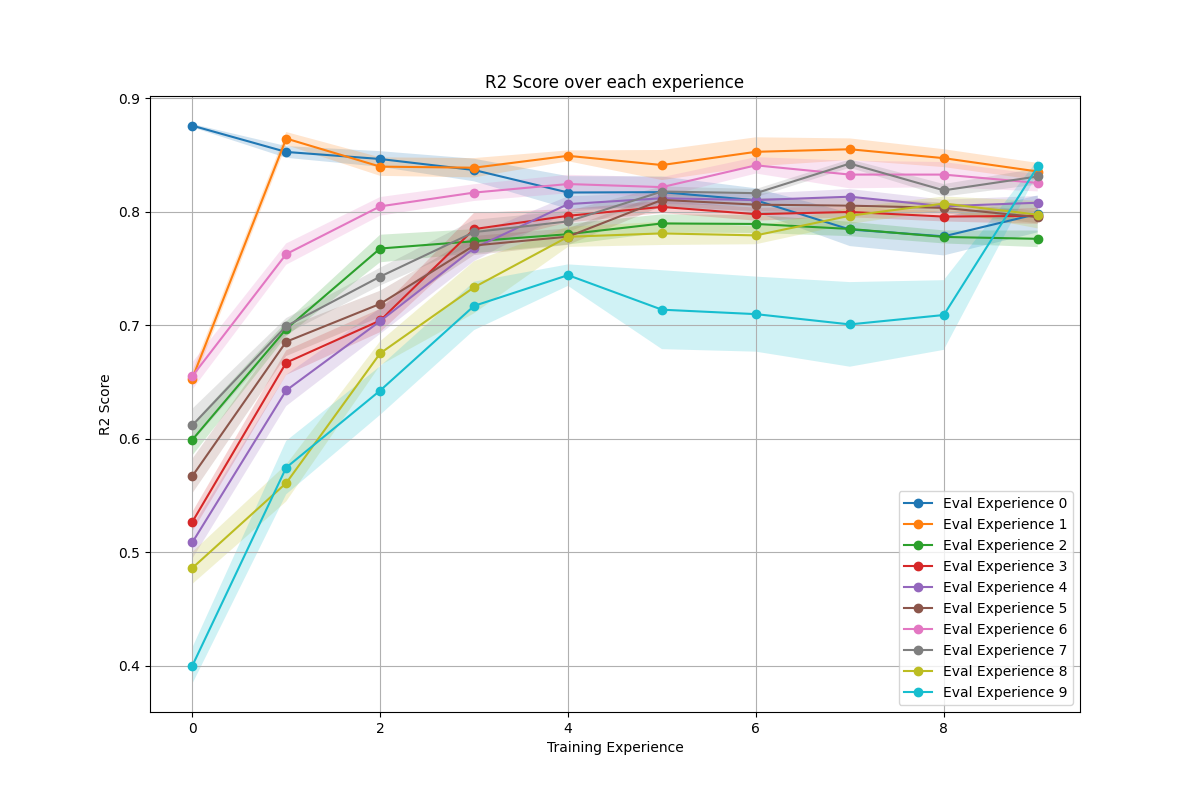 R2 Score over each experience
0.9
0.8
0.7
0.6
0.5
0.4
R2 Score
0
2
4
6
8
Training Experience
Eval Experience 0
Eval Experience 1
Eval Experience 2
Eval Experience 3
Eval Experience 4
Eval Experience 5
Eval Experience 6
Eval Experience 7
Eval Experience 8
Eval Experience 9